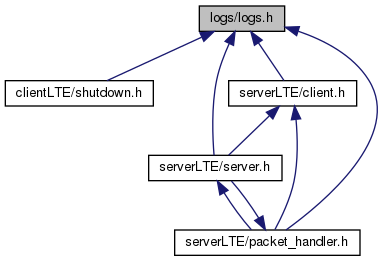 logs/logs.h
clientLTE/shutdown.h
serverLTE/client.h
serverLTE/server.h
serverLTE/packet_handler.h